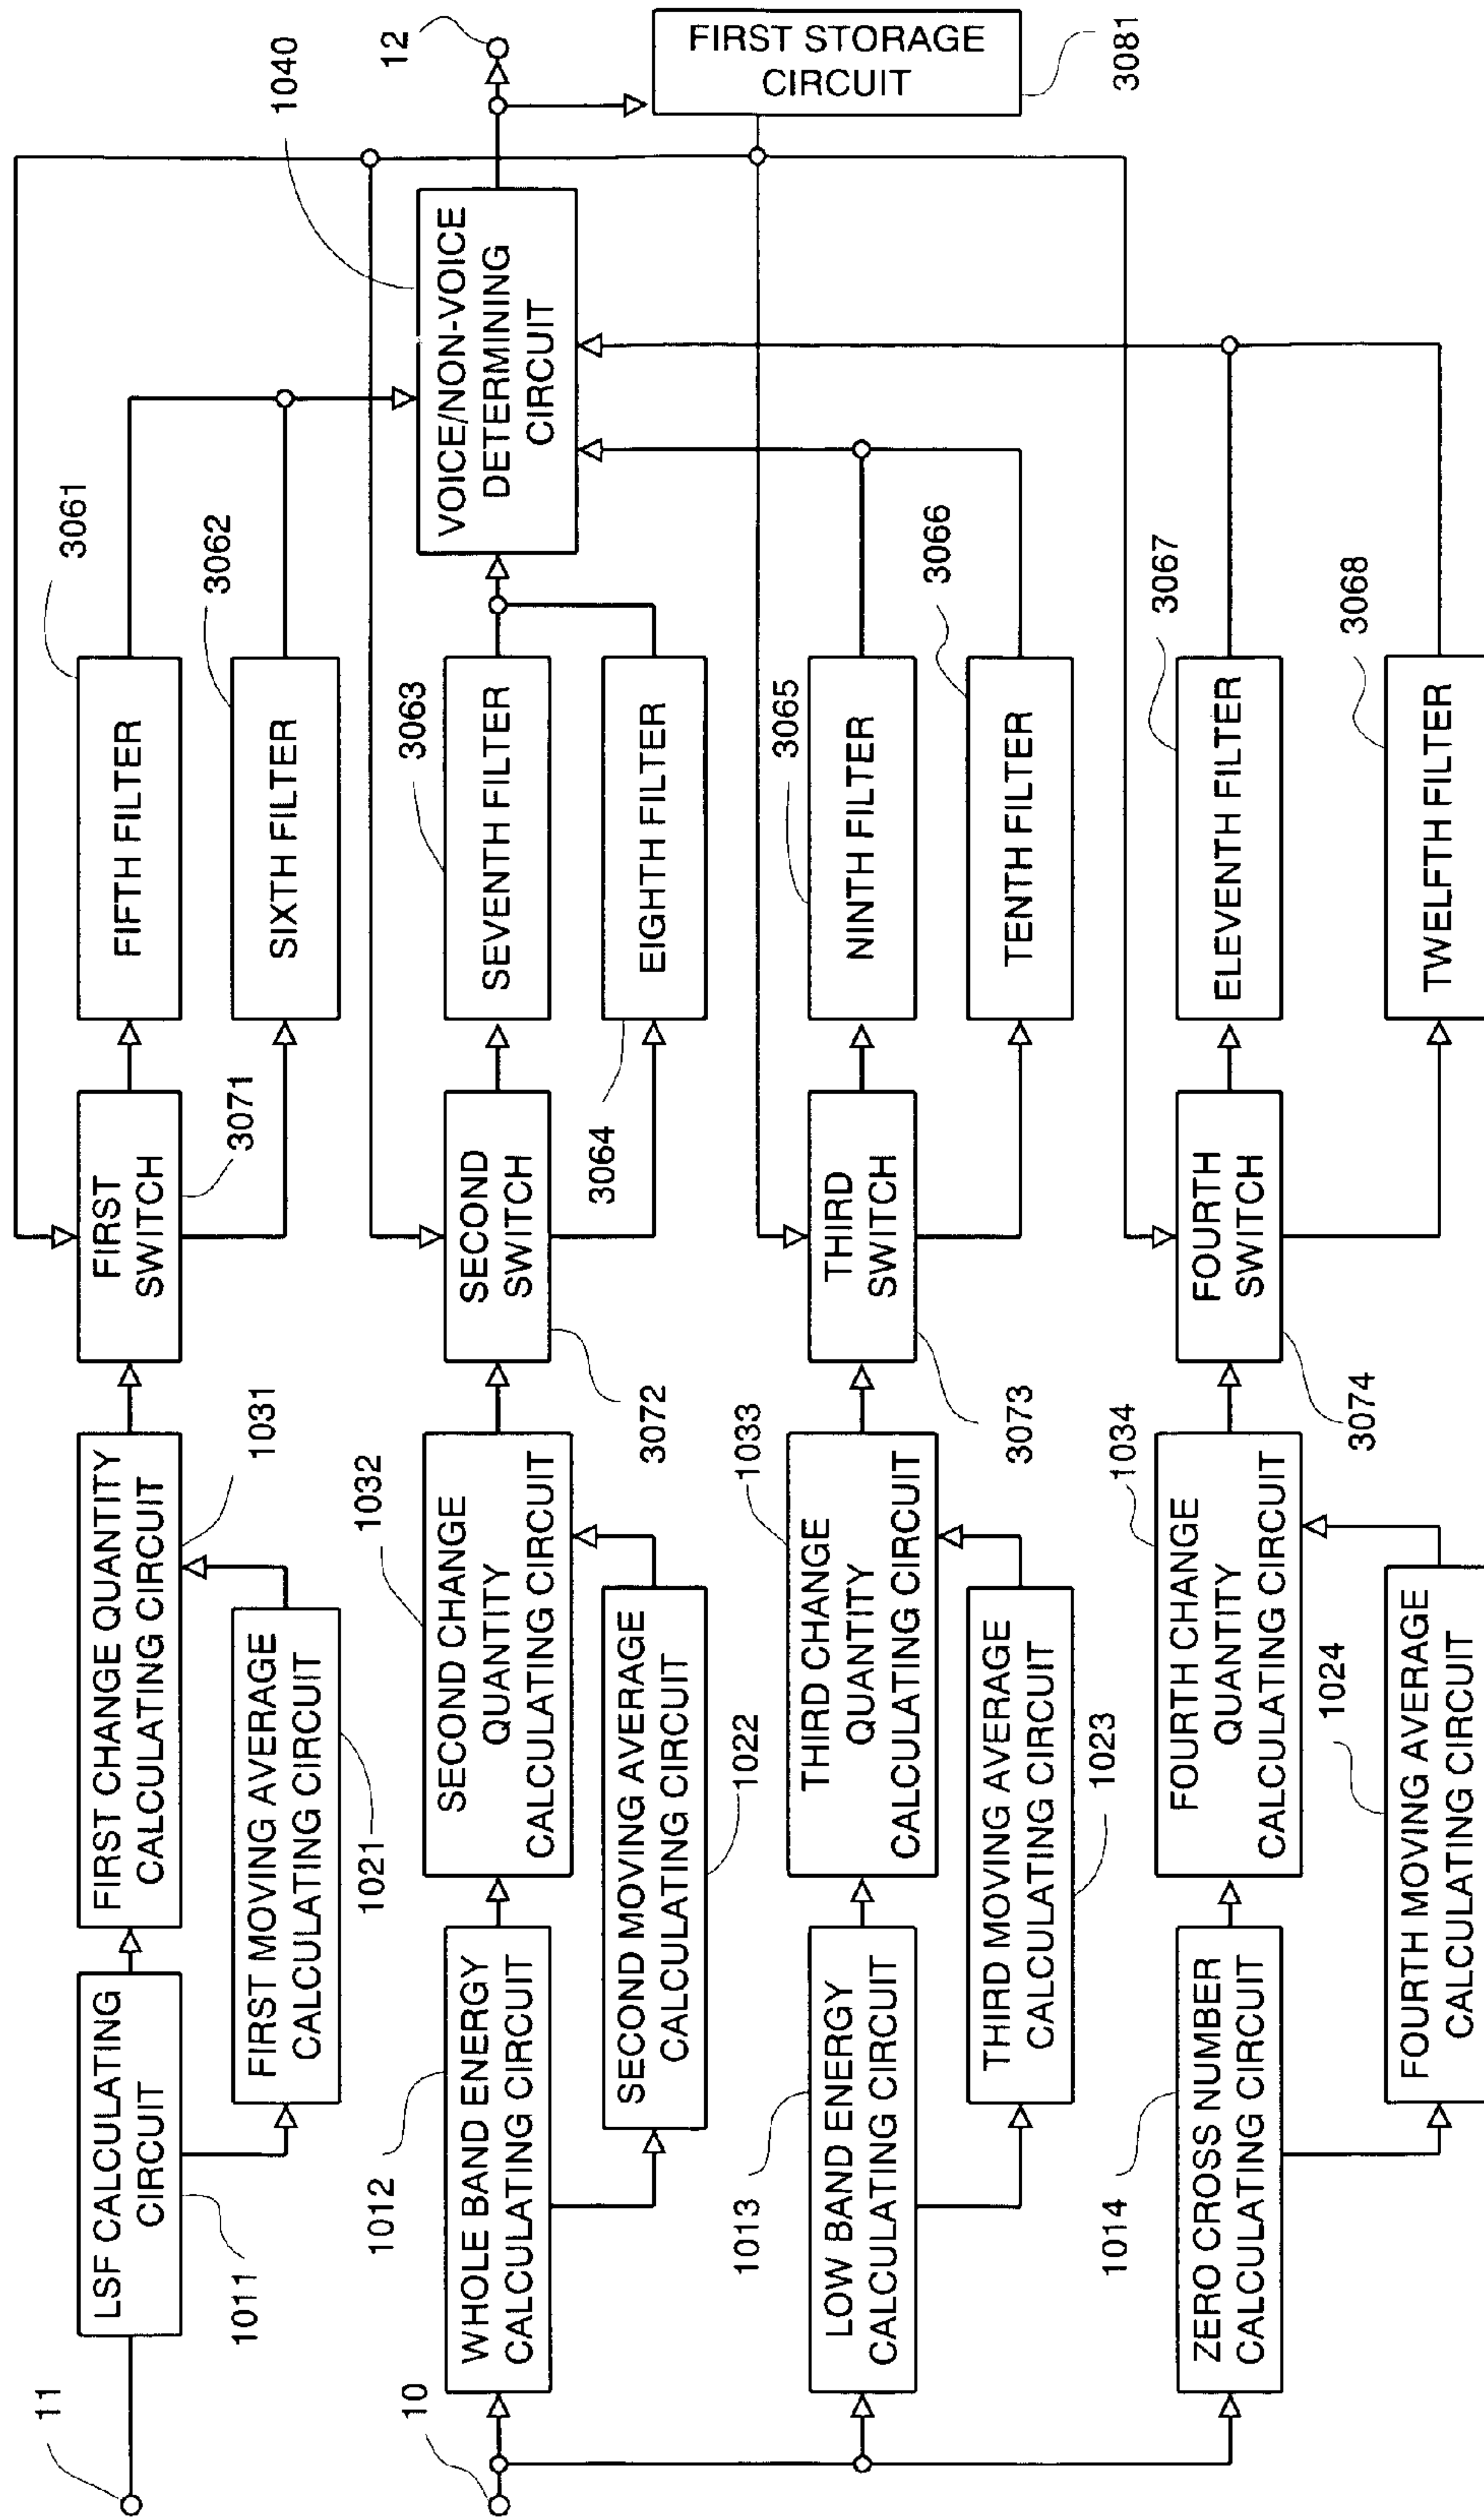 11
LSF CALCULATING
CIRCUIT
1011
FIRST CHANGE QUANTITY
CALCULATING CIRCUIT
1031
FIRST MOVING AVERAGE
CALCULATING CIRCUIT
1021
FIRST
SWITCH
3071
FIFTH FILTER
3061
SIXTH FILTER
3062
10
WHOLE BAND ENERGY
CALCULATING CIRCUIT
1012
SECOND CHANGE
QUANTITY
CALCULATING CIRCUIT
1032
SECOND MOVING AVERAGE
CALCULATING CIRCUIT
1022
SECOND
SWITCH
3072
SEVENTH FILTER
3063
EIGHTH FILTER
3064
VOICE/NON-VOICE
DETERMINING
CIRCUIT
1040
12
FIRST STORAGE
CIRCUIT
3081
LOW BAND ENERGY
CALCULATING CIRCUIT
1013
THIRD CHANGE
QUANTITY
CALCULATING CIRCUIT
1033
THIRD MOVING AVERAGE
CALCULATING CIRCUIT
1023
THIRD
SWITCH
3073
NINTH FILTER
3065
TENTH FILTER
3066
ZERO CROSS NUMBER
CALCULATING CIRCUIT
1014
FOURTH CHANGE
QUANTITY
CALCULATING CIRCUIT
1034
FOURTH MOVING AVERAGE
CALCULATING CIRCUIT
1024
FOURTH
SWITCH
3074
ELEVENTH FILTER
3067
TWELFTH FILTER
3068